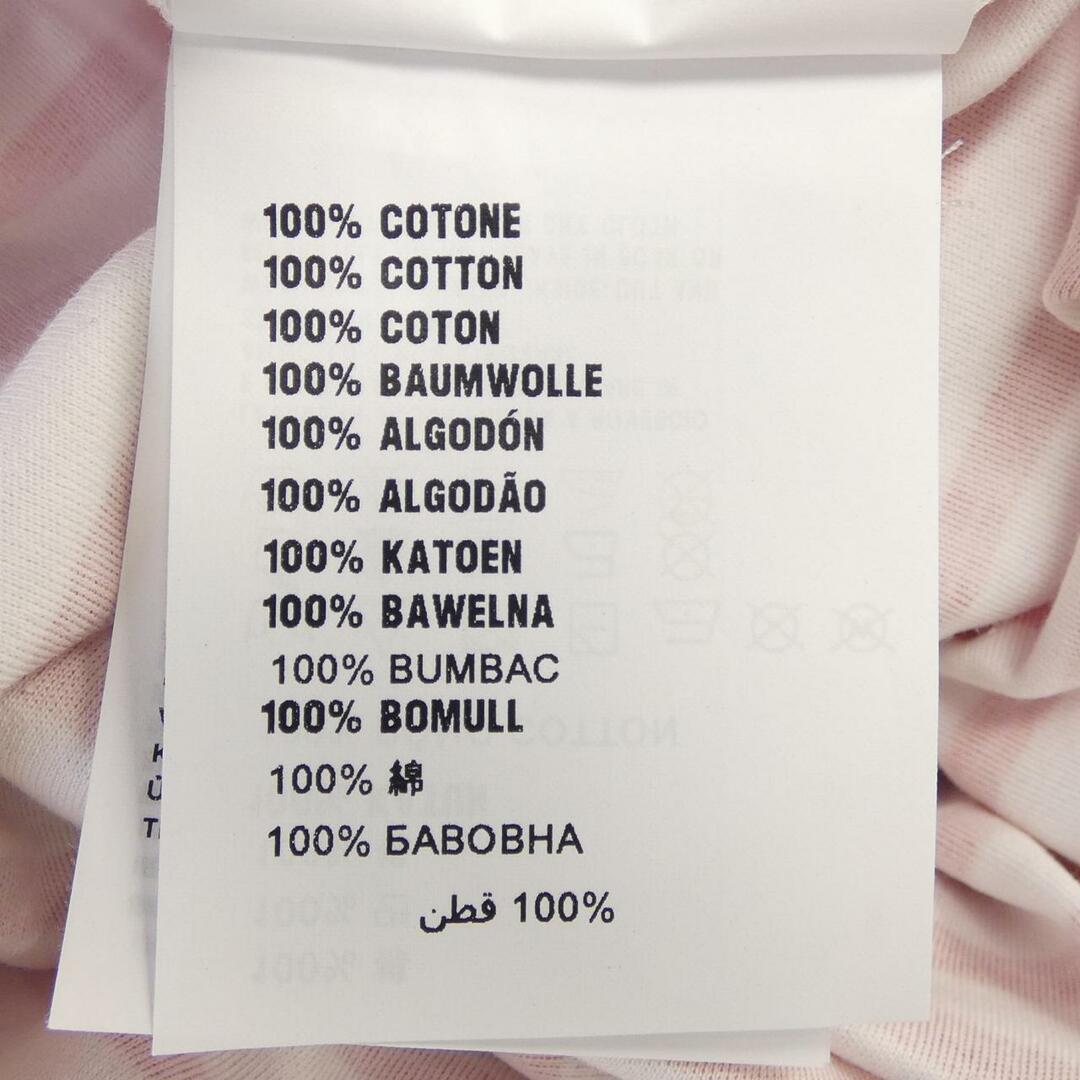 100% COTONE
100% COTTON
100% COTON
100% BAUMWOLLE
100% ALGODÓN
100% ALGODÃO
100% KATOEN
100% BAWELNA
100% BUMBAC
100% BOMULL
100% 綿
100% БАВОВНА
100% قطن